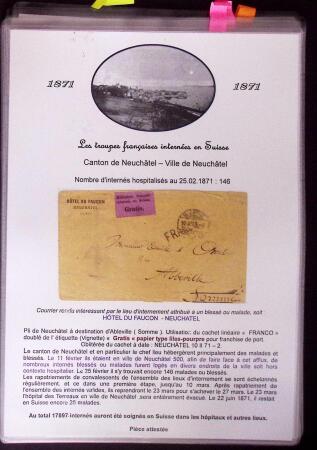 1871
1871
Les troupes françaises internées en Suisse
Canton de Neuchâtel – Ville de Neuchâtel
Nombre d'internés hospitalisés au 25.02.1871 : 146
HÔTEL DU FAUCON
NEUCHATEL
Gratis.
FRANCO
Abbeville
Somme
Courrier rendu intéressant par le lieu d'internement attribué a un blessé ou malade, soit
HÔTEL DU FAUCON - NEUCHATEL
Pli de Neuchâtel à destination d'Abbeville ( Somme ). Utilisation du cachet linéaire « FRANCO »
doublé de l' étiquette (Vignette) « Gratis » papier type lilas-pourpre pour franchise de port.
Oblitérée du cachet à date : NEUCHÂTEL 10 II 71 – 2.
Le canton de Neuchâtel et en particulier le chef lieu hébergèrent principalement des malades et
blessés. Le 11 février ils étaient en ville de Neuchâtel 500, afin de faire face à cet afflux, de
nombreux internés blessés ou malades furent logés en divers endroits de la ville soit hors
contexte hospitalier. Le 25 février il s'y trouvait encore 146 malades ou blessés.
Les rapatriements de convalescents de l'ensemble des lieux d'internement se sont échelonnés
régulièrement, et ce dans une première étape, jusqu'au 10 mars. Après rapatriement de
l'ensemble des internés valides, ils reprendront le 23 mars pour s'achever le 27 mars. Le 23 mars
l'hôpital des Terreaux en ville de Neuchâtel sera entièrement évacué. Le 22 juin 1871, il restait
en Suisse encore 25 malades.
Au total 17897 internés auront été soignés en Suisse dans les hôpitaux et autres lieux.
Pièce attestée